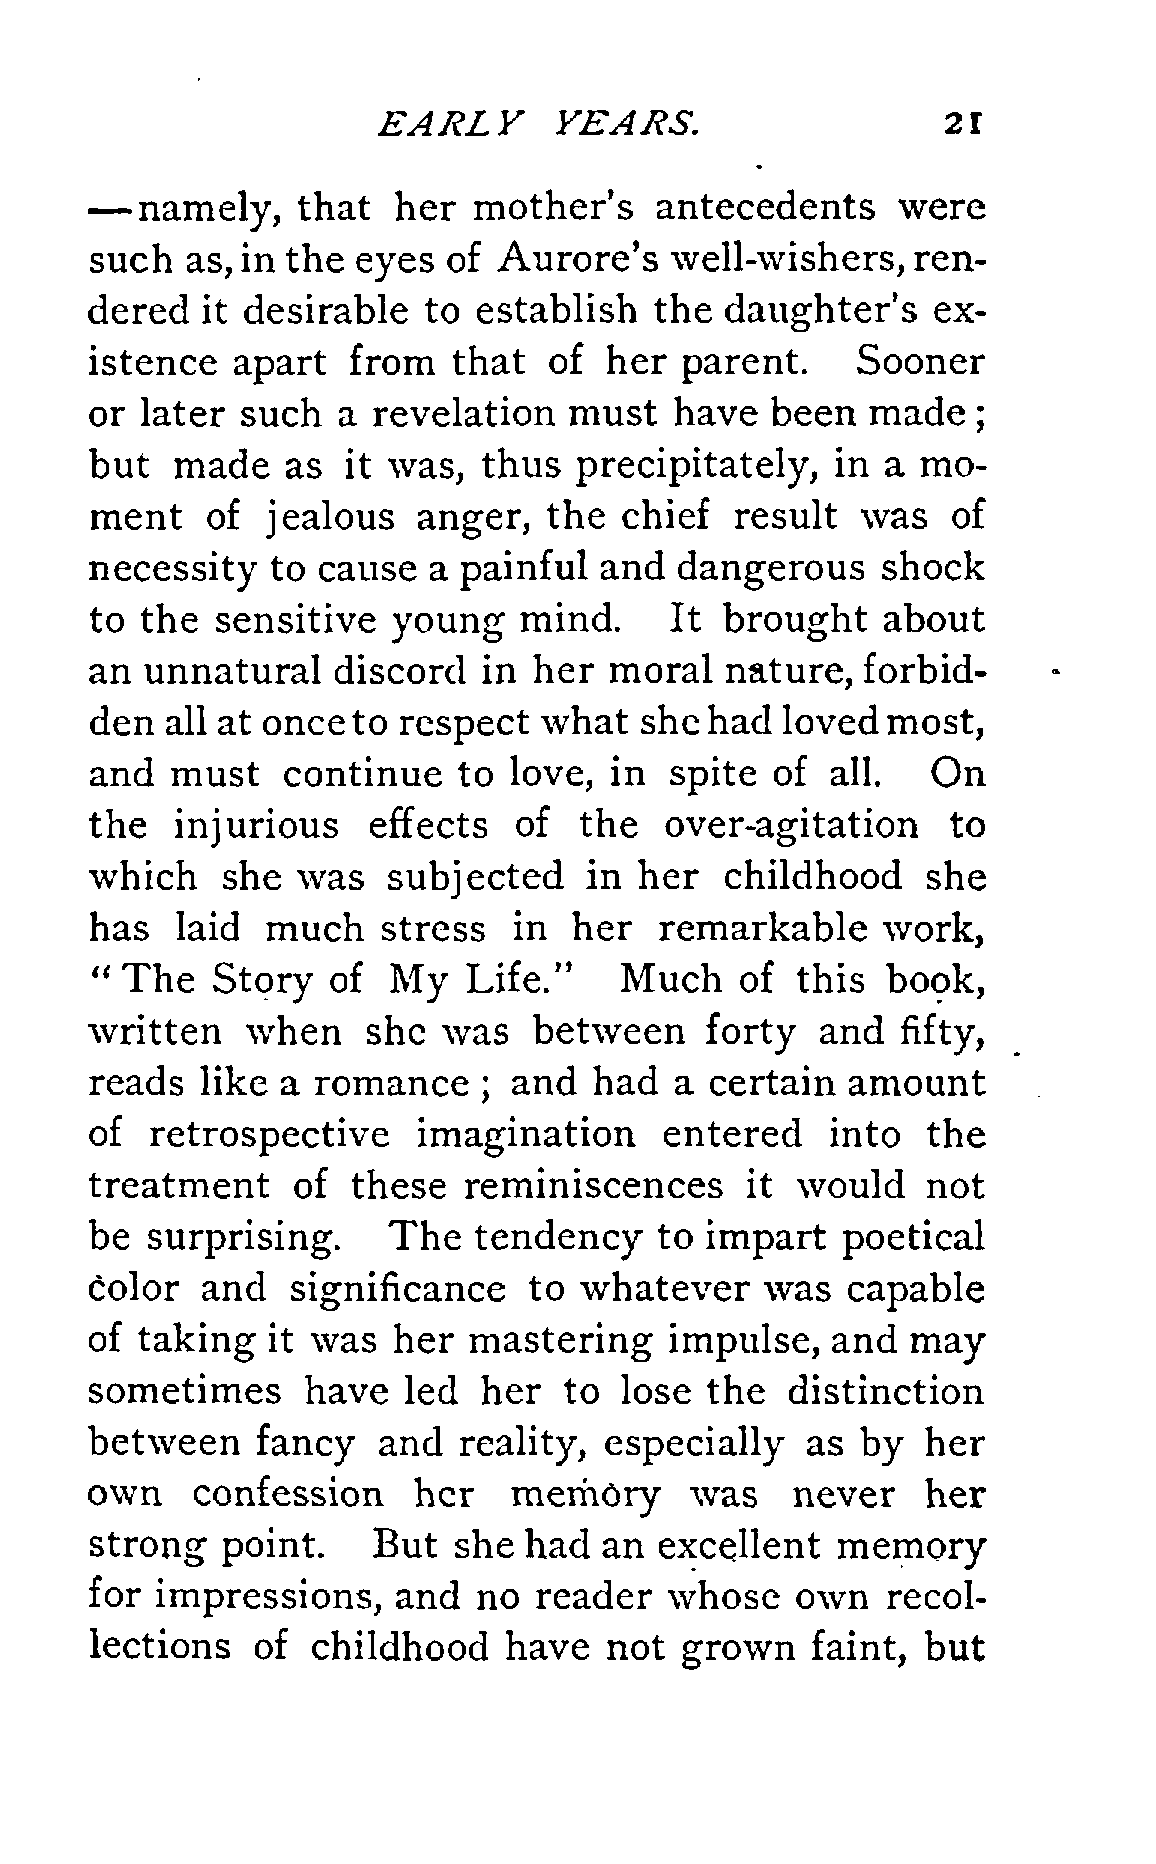 EARLY YEARS. 21
—namely, that her mother's antecedents were
such as, in the eyes of Aurore's well-wishers, ren-
dered it desirable to establish the daughter's ex-
istence apart from that of her parent. Sooner
or later such a revelation must have been made ;
but made as it was, thus precipitately, in a mo-
ment of jealous anger, the chief result was of
necessity to cause a painful and dangerous shock
to the sensitive young mind. It brought about
an unnatural discord in her moral nature, forbid-
den all at once to respect what she had loved most,
and must continue to love, in spite of all. On
the injurious effects of the over-agitation to
which she was subjected in her childhood she
has laid much stress in her remarkable work,
“ The Story of My Life.” Much of this book,
written when she was between forty and fifty,
reads like a romance ; and had a certain amount
of retrospective imagination entered into the
treatment of these reminiscences it would not
be surprising. The tendency to impart poetical
color and significance to whatever was capable
of taking it was her mastering impulse, and may
sometimes have led her to lose the distinction
between fancy and reality, especially as by her
own confession her memory was never her
strong point. But she had an excellent memory
for impressions, and no reader whose own recol-
lections of childhood have not grown faint, but